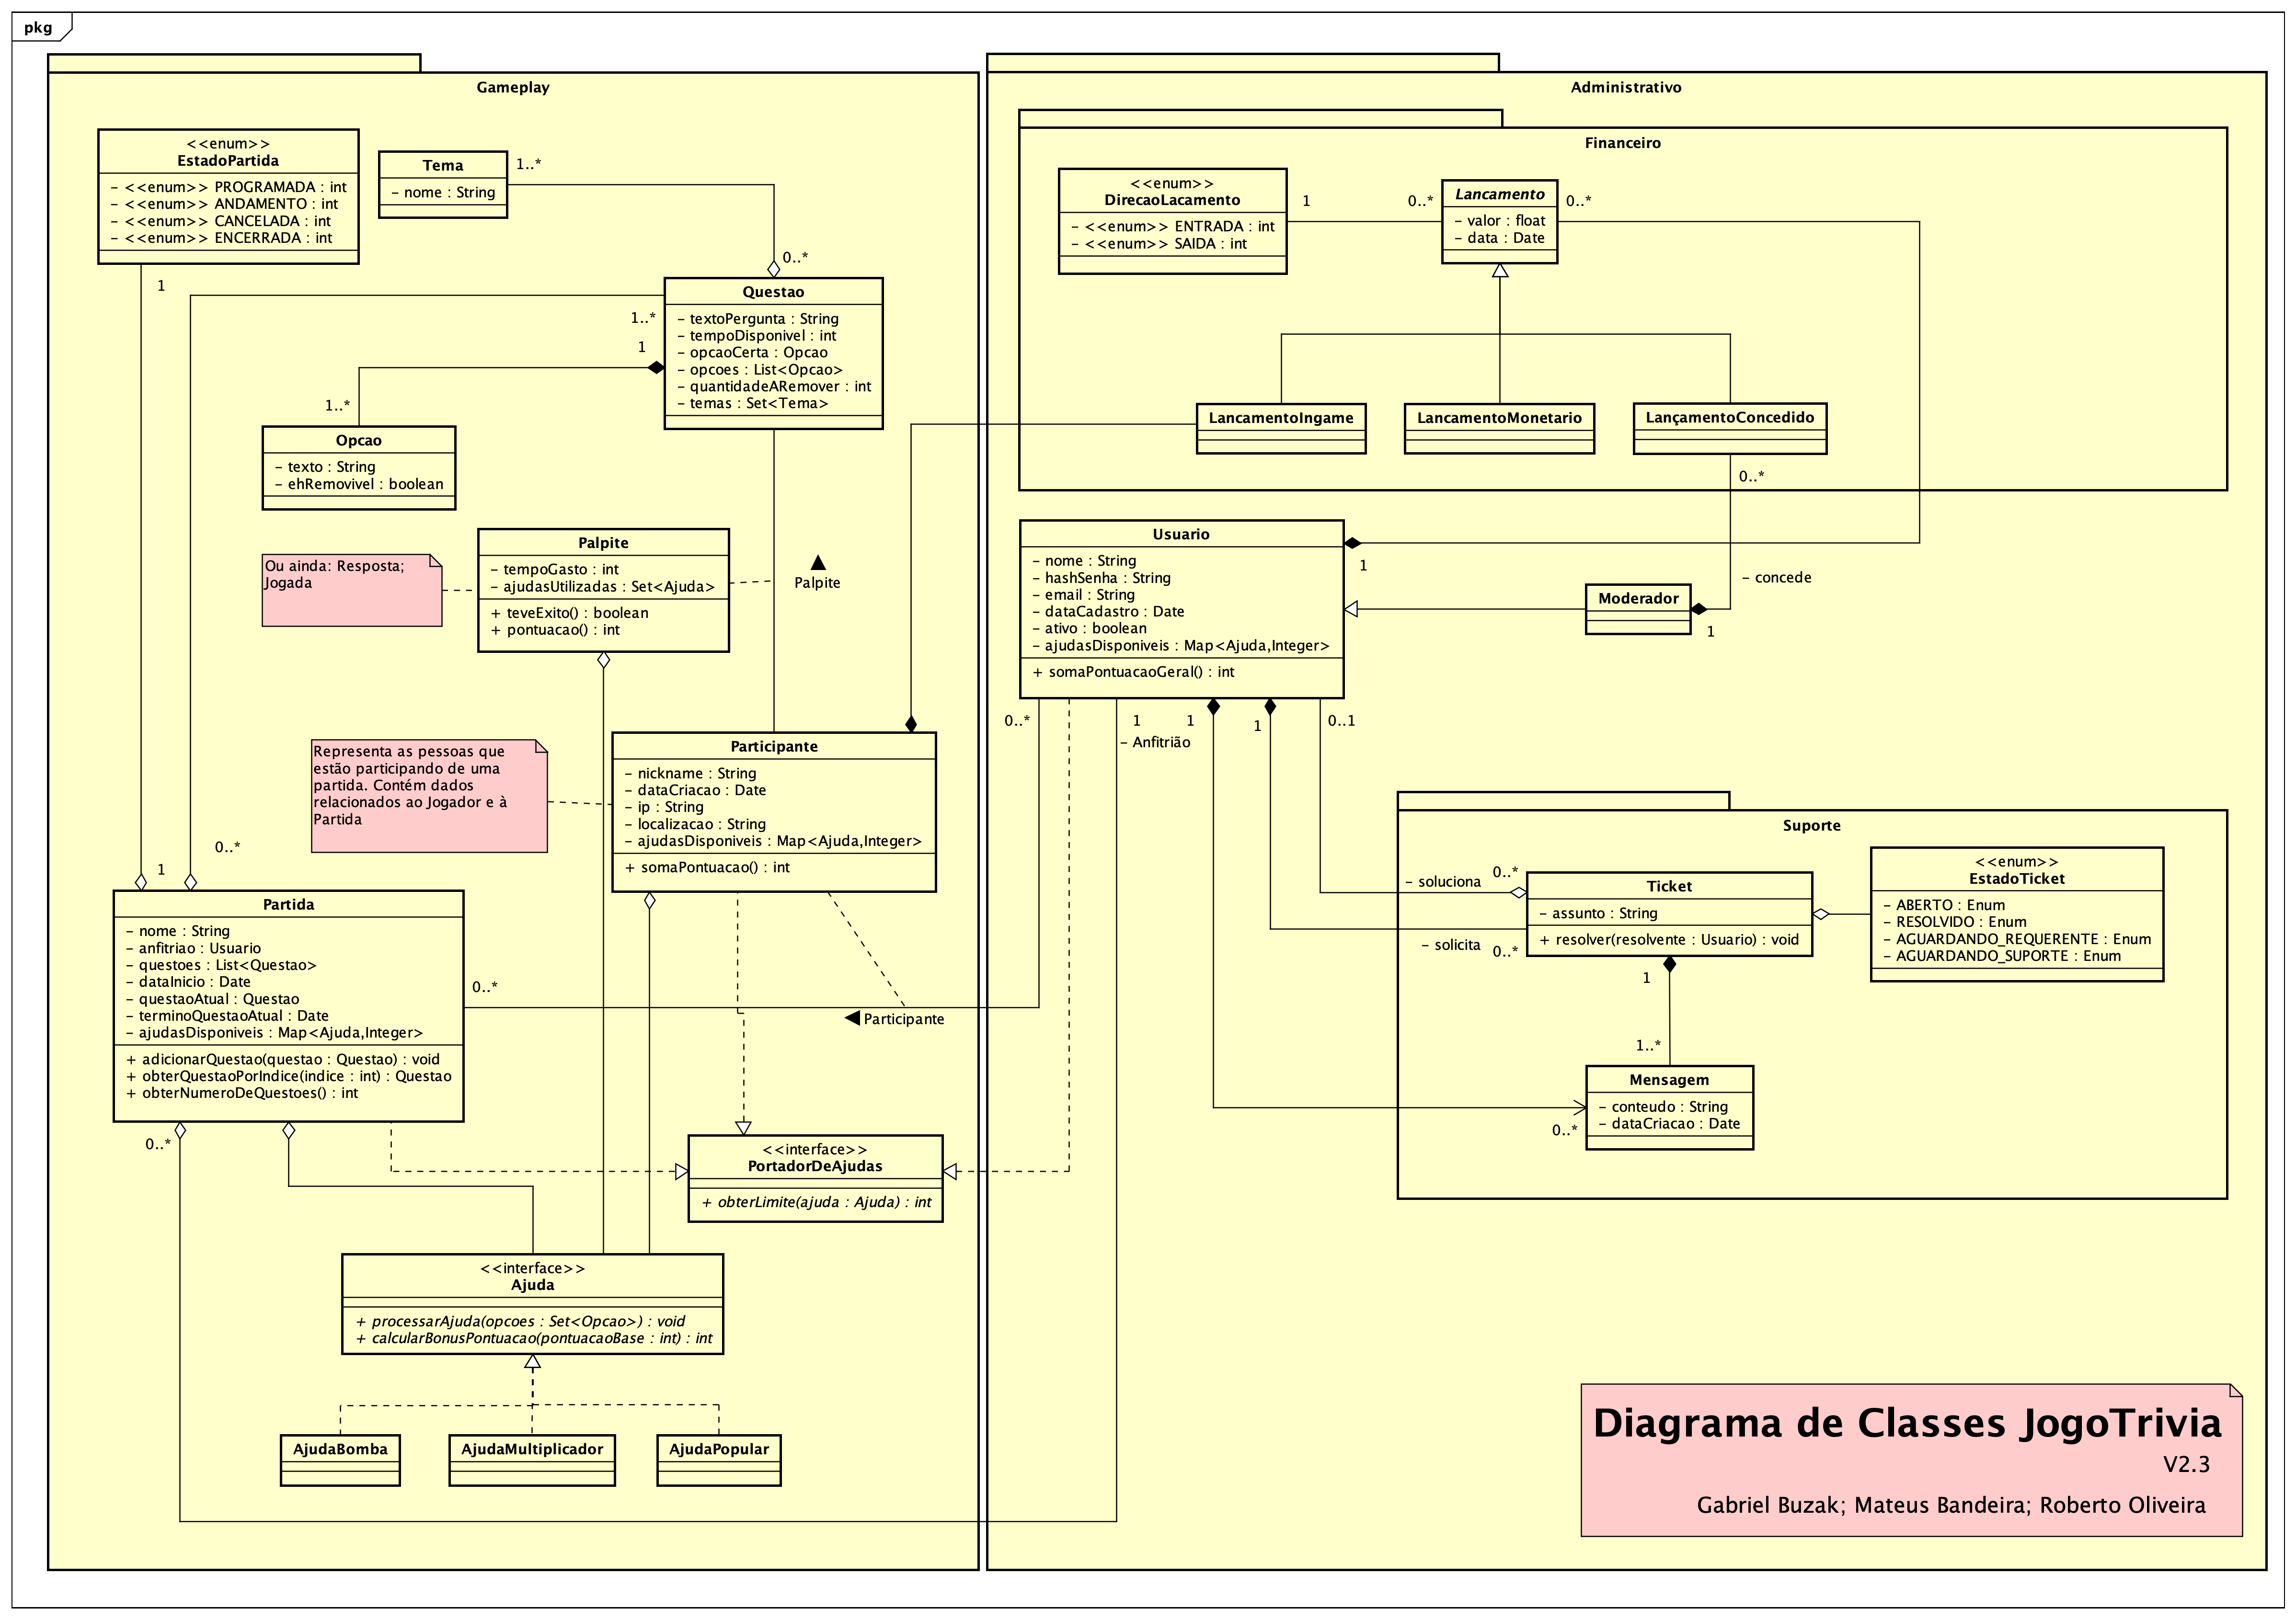 pkg
Gameplay
<<enum>>
EstadoPartida
– <<enum>> PROGRAMADA : int
– <<enum>> ANDAMENTO : int
– <<enum>> CANCELADA : int
– <<enum>> ENCERRADA : int
1
1
Tema
– nome : String
1..*
0..*
Questao
– textoPergunta : String
– tempoDisponivel : int
– opcaoCerta : Opcao
– opcoes : List<Opcao>
– quantidadeARemover : int
– temas : Set<Tema>
1..*
0..*
1
1..*
Opcao
– texto : String
– ehRemovivel : boolean
Ou ainda: Resposta;
Jogada
Palpite
– tempoGasto : int
– ajudasUtilizadas : Set<Ajuda>
+ teveExito() : boolean
+ pontuacao() : int
▲
Palpite
Representa as pessoas que
estão participando de uma
partida. Contém dados
relacionados ao Jogador e à
Partida
Participante
– nickname : String
– dataCriacao : Date
– ip : String
– localizacao : String
– ajudasDisponiveis : Map<Ajuda,Integer>
+ somaPontuacao() : int
Partida
– nome : String
– anfitriao : Usuario
– questoes : List<Questao>
– dataInicio : Date
– questaoAtual : Questao
– terminoQuestaoAtual : Date
– ajudasDisponiveis : Map<Ajuda,Integer>
+ adicionarQuestao(questao : Questao) : void
+ obterQuestaoPorIndice(indice : int) : Questao
+ obterNumeroDeQuestoes() : int
0..*
◀ Participante
0..*
<<interface>>
PortadorDeAjudas
+ obterLimite(ajuda : Ajuda) : int
<<interface>>
Ajuda
+ processarAjuda(opcoes : Set<Opcao>) : void
+ calcularBonusPontuacao(pontuacaoBase : int) : int
AjudaBomba
AjudaMultiplicador
AjudaPopular
Administrativo
Financeiro
<<enum>>
DirecaoLacamento
– <<enum>> ENTRADA : int
– <<enum>> SAIDA : int
1
0..*
Lancamento
– valor : float
– data : Date
0..*
LancamentoIngame
LancamentoMonetario
LançamentoConcedido
0..*
Usuario
– nome : String
– hashSenha : String
– email : String
– dataCadastro : Date
– ativo : boolean
– ajudasDisponiveis : Map<Ajuda,Integer>
+ somaPontuacaoGeral() : int
1
– concede
Moderador
1
0..*
1
– Anfitrião
1
1
0..1
Suporte
– soluciona
0..*
– solicita
0..*
Ticket
– assunto : String
+ resolver(resolvente : Usuario) : void
<<enum>>
EstadoTicket
– ABERTO : Enum
– RESOLVIDO : Enum
– AGUARDANDO_REQUERENTE : Enum
– AGUARDANDO_SUPORTE : Enum
1
1..*
Mensagem
– conteudo : String
– dataCriacao : Date
0..*
Diagrama de Classes JogoTrivia
V2.3
Gabriel Buzak; Mateus Bandeira; Roberto Oliveira